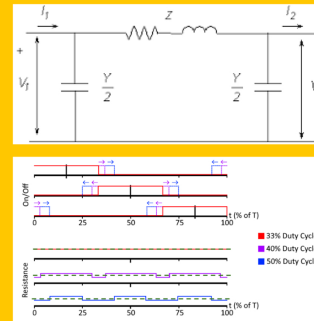 I1 Z I2
+
V1 Y/2 Y/2 V
On/Off
0 25 50 75 100 t (% of T)
33% Duty Cycl
40% Duty Cycl
50% Duty Cycl
Resistance
0 25 50 75 100 t (% of T)